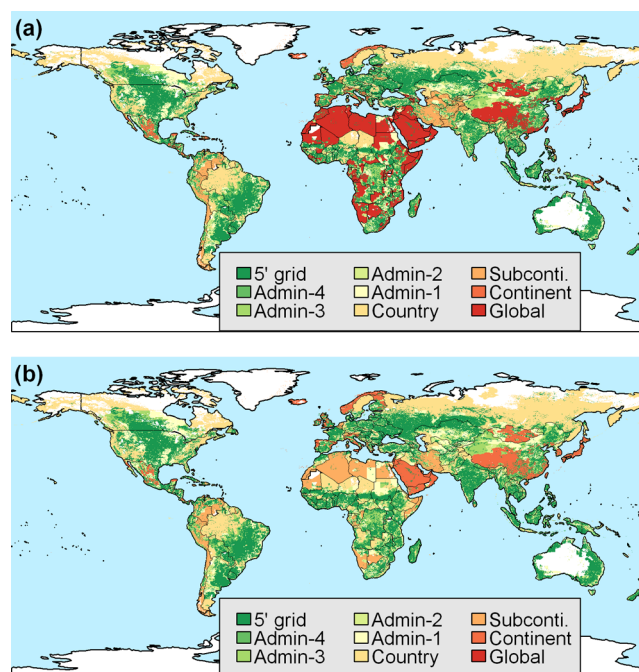 (a)
5' grid Admin-2 Subconti.
Admin-4 Admin-1 Continent
Admin-3 Country Global
(b)
5' grid Admin-2 Subconti.
Admin-4 Admin-1 Continent
Admin-3 Country Global